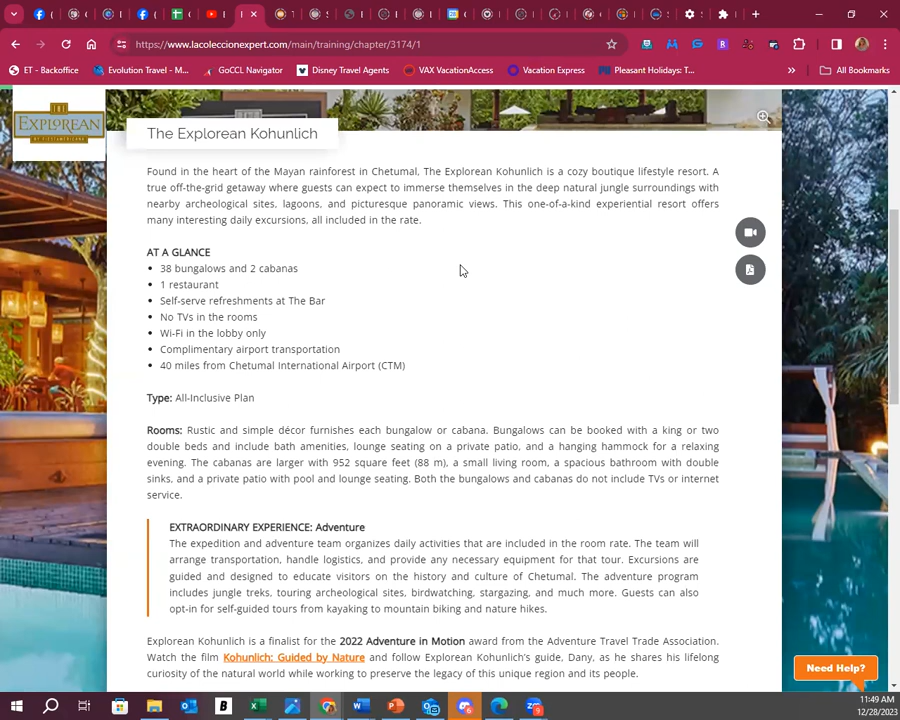 https://www.lacoleccionexpert.com/main/training/chapter/3174/1
ET - Backoffice
Evolution Travel - M...
GoCCL Navigator
Disney Travel Agents
VAX VacationAccess
Vacation Express
Pleasant Holidays: T...
All Bookmarks
THE
EXPLOREAN
The Explorean Kohunlich
Found in the heart of the Mayan rainforest in Chetumal, The Explorean Kohunlich is a cozy boutique lifestyle resort. A
true off-the-grid getaway where guests can expect to immerse themselves in the deep natural jungle surroundings with
nearby archeological sites, lagoons, and picturesque panoramic views. This one-of-a-kind experiential resort offers
many interesting daily excursions, all included in the rate.
AT A GLANCE
• 38 bungalows and 2 cabanas
• 1 restaurant
• Self-serve refreshments at The Bar
• No TVs in the rooms
• Wi-Fi in the lobby only
• Complimentary airport transportation
• 40 miles from Chetumal International Airport (CTM)
Type: All-Inclusive Plan
Rooms: Rustic and simple décor furnishes each bungalow or cabana. Bungalows can be booked with a king or two
double beds and include bath amenities, lounge seating on a private patio, and a hanging hammock for a relaxing
evening. The cabanas are larger with 952 square feet (88 m), a small living room, a spacious bathroom with double
sinks, and a private patio with pool and lounge seating. Both the bungalows and cabanas do not include TVs or internet
service.
EXTRAORDINARY EXPERIENCE: Adventure
The expedition and adventure team organizes daily activities that are included in the room rate. The team will
arrange transportation, handle logistics, and provide any necessary equipment for that tour. Excursions are
guided and designed to educate visitors on the history and culture of Chetumal. The adventure program
includes jungle treks, touring archeological sites, birdwatching, stargazing, and much more. Guests can also
opt-in for self-guided tours from kayaking to mountain biking and nature hikes.
Explorean Kohunlich is a finalist for the 2022 Adventure in Motion award from the Adventure Travel Trade Association.
Watch the film Kohunlich: Guided by Nature and follow Explorean Kohunlich's guide, Dany, as he shares his lifelong
curiosity of the natural world while working to preserve the legacy of this unique region and its people.
Need Help?
11:49 AM
12/28/2023